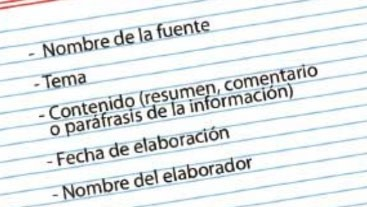 - Nombre de la fuente
- Tema
- Contenido (resumen, comentario
o paráfrasis de la información)
- Fecha de elaboración
- Nombre del elaborador